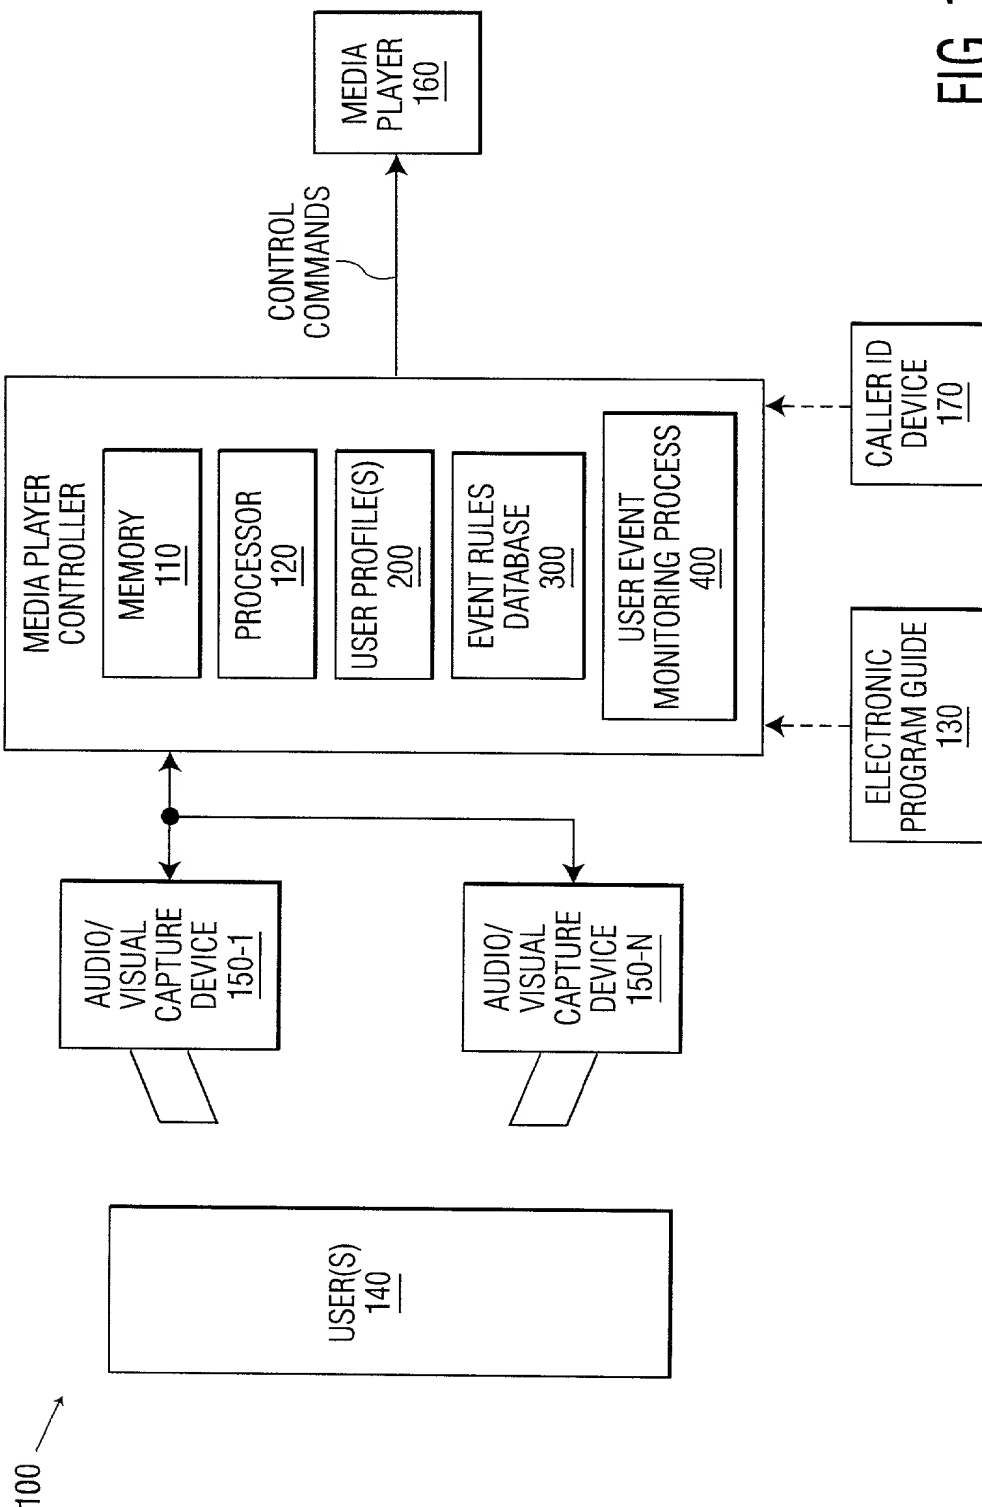 100
USER(S)
140
AUDIO/
VISUAL
CAPTURE
DEVICE
150-1
AUDIO/
VISUAL
CAPTURE
DEVICE
150-N
MEDIA PLAYER
CONTROLLER
MEMORY
110
PROCESSOR
120
USER PROFILE(S)
200
EVENT RULES
DATABASE
300
USER EVENT
MONITORING PROCESS
400
CONTROL
COMMANDS
MEDIA
PLAYER
160
ELECTRONIC
PROGRAM GUIDE
130
CALLER ID
DEVICE
170
FIG.